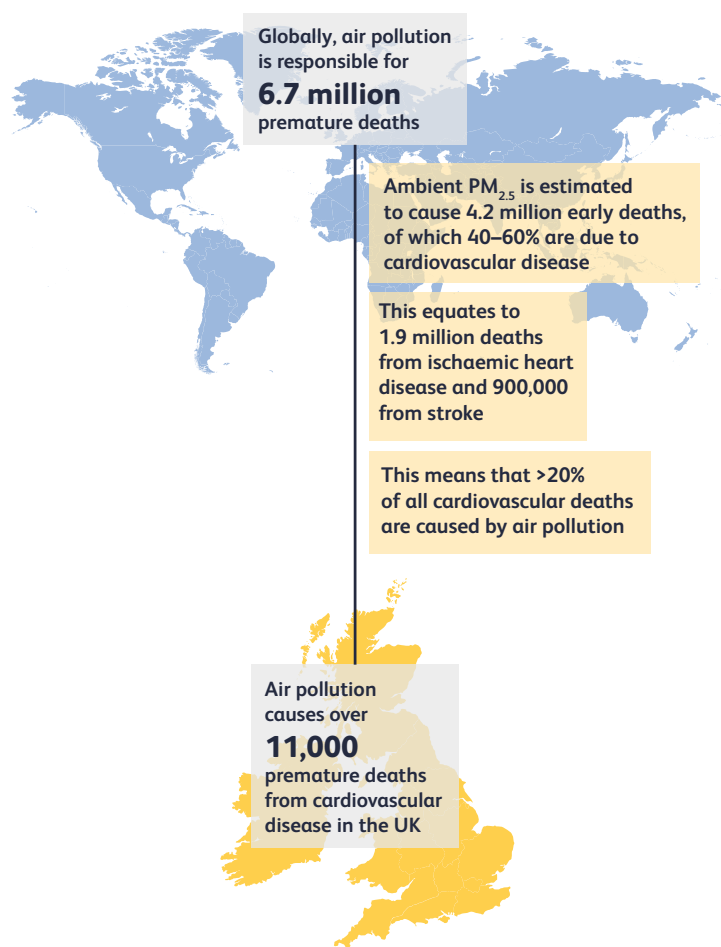 Globally, air pollution
is responsible for
6.7 million
premature deaths
Ambient PM2.5 is estimated
to cause 4.2 million early deaths,
of which 40–60% are due to
cardiovascular disease
This equates to
1.9 million deaths
from ischaemic heart
disease and 900,000
from stroke
This means that >20%
of all cardiovascular deaths
are caused by air pollution
Air pollution
causes over
11,000
premature deaths
from cardiovascular
disease in the UK